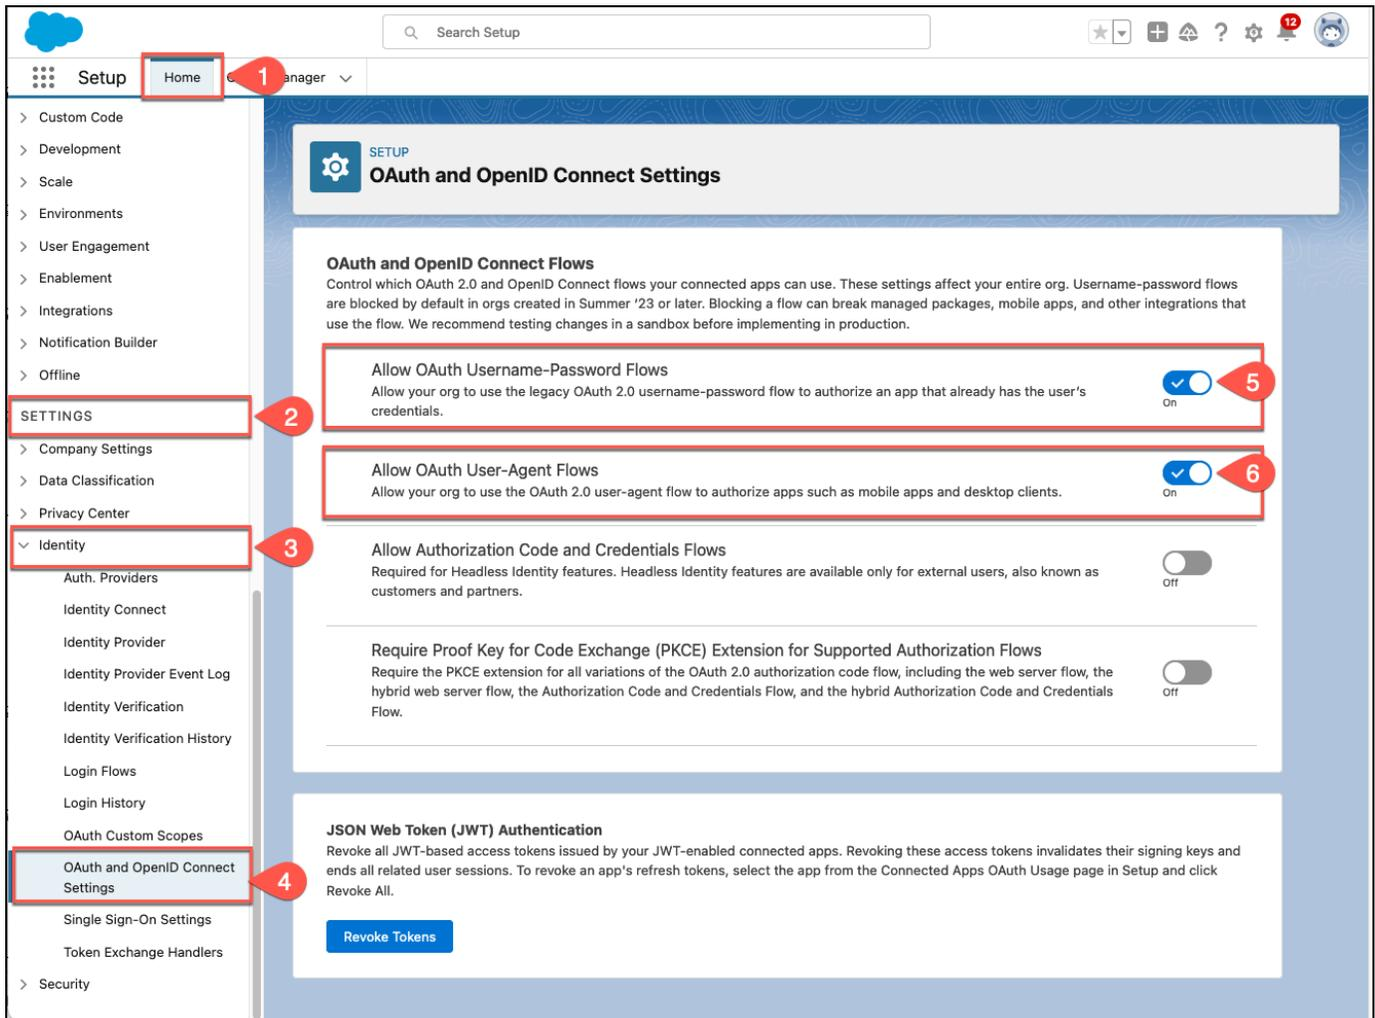 Search Setup
12
Setup
Home
1
anager
Custom Code
Development
Scale
Environments
User Engagement
Enablement
Integrations
Notification Builder
Offline
SETTINGS
2
Company Settings
Data Classification
Privacy Center
Identity
3
Auth. Providers
Identity Connect
Identity Provider
Identity Provider Event Log
Identity Verification
Identity Verification History
Login Flows
Login History
OAuth Custom Scopes
OAuth and OpenID Connect
Settings
4
Single Sign-On Settings
Token Exchange Handlers
Security
SETUP
OAuth and OpenID Connect Settings
OAuth and OpenID Connect Flows
Control which OAuth 2.0 and OpenID Connect flows your connected apps can use. These settings affect your entire org. Username-password flows
are blocked by default in orgs created in Summer '23 or later. Blocking a flow can break managed packages, mobile apps, and other integrations that
use the flow. We recommend testing changes in a sandbox before implementing in production.
Allow OAuth Username-Password Flows
Allow your org to use the legacy OAuth 2.0 username-password flow to authorize an app that already has the user's
credentials.
On
5
Allow OAuth User-Agent Flows
Allow your org to use the OAuth 2.0 user-agent flow to authorize apps such as mobile apps and desktop clients.
On
6
Allow Authorization Code and Credentials Flows
Required for Headless Identity features. Headless Identity features are available only for external users, also known as
customers and partners.
Off
Require Proof Key for Code Exchange (PKCE) Extension for Supported Authorization Flows
Require the PKCE extension for all variations of the OAuth 2.0 authorization code flow, including the web server flow, the
hybrid web server flow, the Authorization Code and Credentials Flow, and the hybrid Authorization Code and Credentials
Flow.
Off
JSON Web Token (JWT) Authentication
Revoke all JWT-based access tokens issued by your JWT-enabled connected apps. Revoking these access tokens invalidates their signing keys and
ends all related user sessions. To revoke an app's refresh tokens, select the app from the Connected Apps OAuth Usage page in Setup and click
Revoke All.
Revoke Tokens